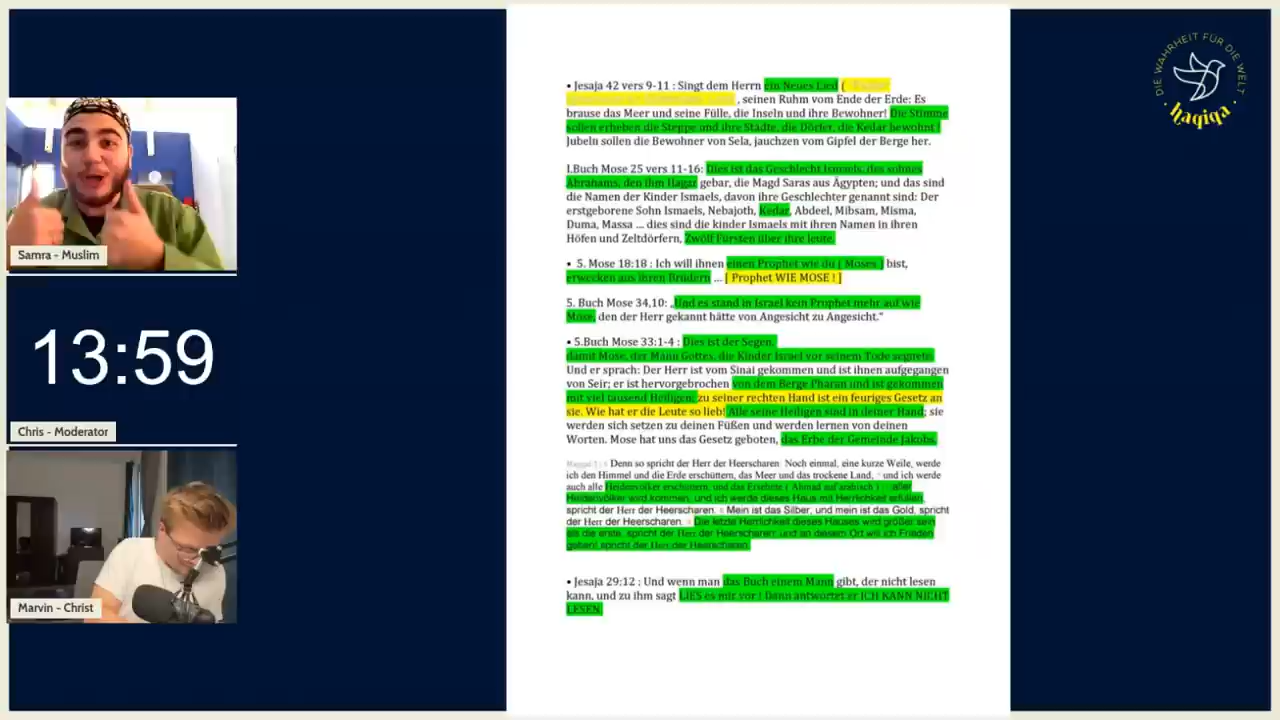 DIE WAHRHEIT FÜR DIE WELT
haqiqa
Samra - Muslim
13:59
Chris - Moderator
Marvin - Christ
• Jesaja 42 vers 9-11 : Singt dem Herrn ein Neues Lied (
, seinen Ruhm vom Ende der Erde: Es
brause das Meer und seine Fülle, die Inseln und ihre Bewohner! Die Stimme
sollen erheben die Steppe und ihre Städte, die Dörfer, die Kedar bewohnt !
Jubeln sollen die Bewohner von Sela, jauchzen vom Gipfel der Berge her.
I.Buch Mose 25 vers 11-16: Dies ist das Geschlecht Ismaels, des sohnes
Abrahams, den ihm Hagar gebar, die Magd Saras aus Ägypten; und das sind
die Namen der Kinder Ismaels, davon ihre Geschlechter genannt sind: Der
erstgeborene Sohn Ismaels, Nebajoth, Kedar, Abdeel, Mibsam, Misma,
Duma, Massa ... dies sind die kinder Ismaels mit ihren Namen in ihren
Höfen und Zeltdörfern, Zwölf Fürsten über ihre leute.
• 5. Mose 18:18 : Ich will ihnen einen Prophet wie du [ Moses ] bist,
erwecken aus ihren Brüdern ... [ Prophet WIE MOSE ! ]
5. Buch Mose 34,10: „Und es stand in Israel kein Prophet mehr auf wie
Mose, den der Herr gekannt hätte von Angesicht zu Angesicht.“
• 5.Buch Mose 33:1-4 : Dies ist der Segen,
damit Mose, der Mann Gottes, die Kinder Israel vor seinem Tode segnete.
Und er sprach: Der Herr ist vom Sinai gekommen und ist ihnen aufgegangen
von Seir; er ist hervorgebrochen von dem Berge Pharan und ist gekommen
mit viel tausend Heiligen; zu seiner rechten Hand ist ein feuriges Gesetz an
sie. Wie hat er die Leute so lieb! Alle seine Heiligen sind in deiner Hand; sie
werden sich setzen zu deinen Füßen und werden lernen von deinen
Worten. Mose hat uns das Gesetz geboten, das Erbe der Gemeinde Jakobs.
Denn so spricht der Herr der Heerscharen: Noch einmal, eine kurze Weile, werde
ich den Himmel und die Erde erschüttern, das Meer und das trockene Land, und ich werde
auch alle Heidenvölker erschüttern, und das Ersehnte ( Ahmad auf arabisch ) aller
Heidenvölker wird kommen, und ich werde dieses Haus mit Herrlichkeit erfüllen,
spricht der Herr der Heerscharen. Mein ist das Silber, und mein ist das Gold, spricht
der Herr der Heerscharen. Die letzte Herrlichkeit dieses Hauses wird größer sein
als die erste, spricht der Herr der Heerscharen; und an diesem Ort will ich Frieden
geben! spricht der Herr der Heerscharen.
• Jesaja 29:12 : Und wenn man das Buch einem Mann gibt, der nicht lesen
kann, und zu ihm sagt LIES es mir vor ! Dann antwortet er ICH KANN NICHT
LESEN.